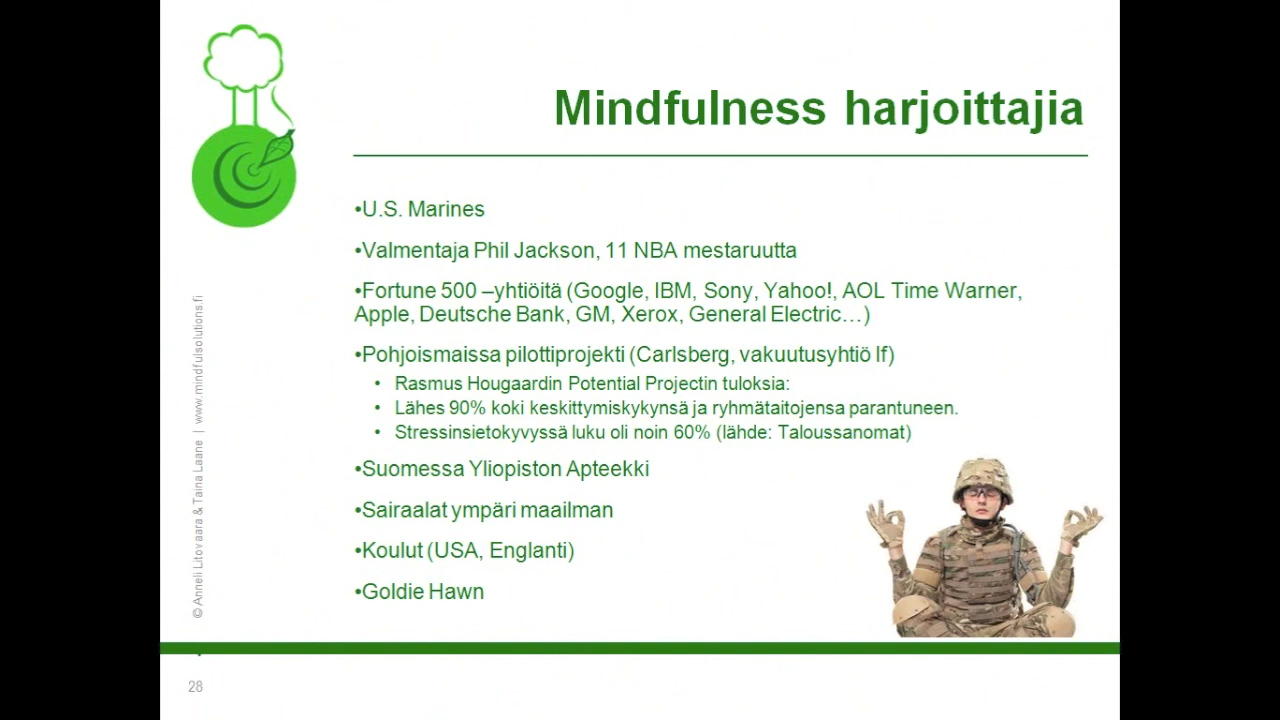 Mindfulness harjoittajia
•U.S. Marines
•Valmentaja Phil Jackson, 11 NBA mestaruutta
•Fortune 500 –yhtiöitä (Google, IBM, Sony, Yahoo!, AOL Time Warner,
Apple, Deutsche Bank, GM, Xerox, General Electric…)
•Pohjoismaissa pilottiprojekti (Carlsberg, vakuutusyhtiö If)
• Rasmus Hougaardin Potential Projectin tuloksia:
• Lähes 90% koki keskittymiskykynsä ja ryhmätaitojensa parantuneen.
• Stressinsietokyvyssä luku oli noin 60% (lähde: Taloussanomat)
•Suomessa Yliopiston Apteekki
•Sairaalat ympäri maailman
•Koulut (USA, Englanti)
•Goldie Hawn
© Anneli Litovaara & Taina Laane | www.mindfulsolutions.fi
28